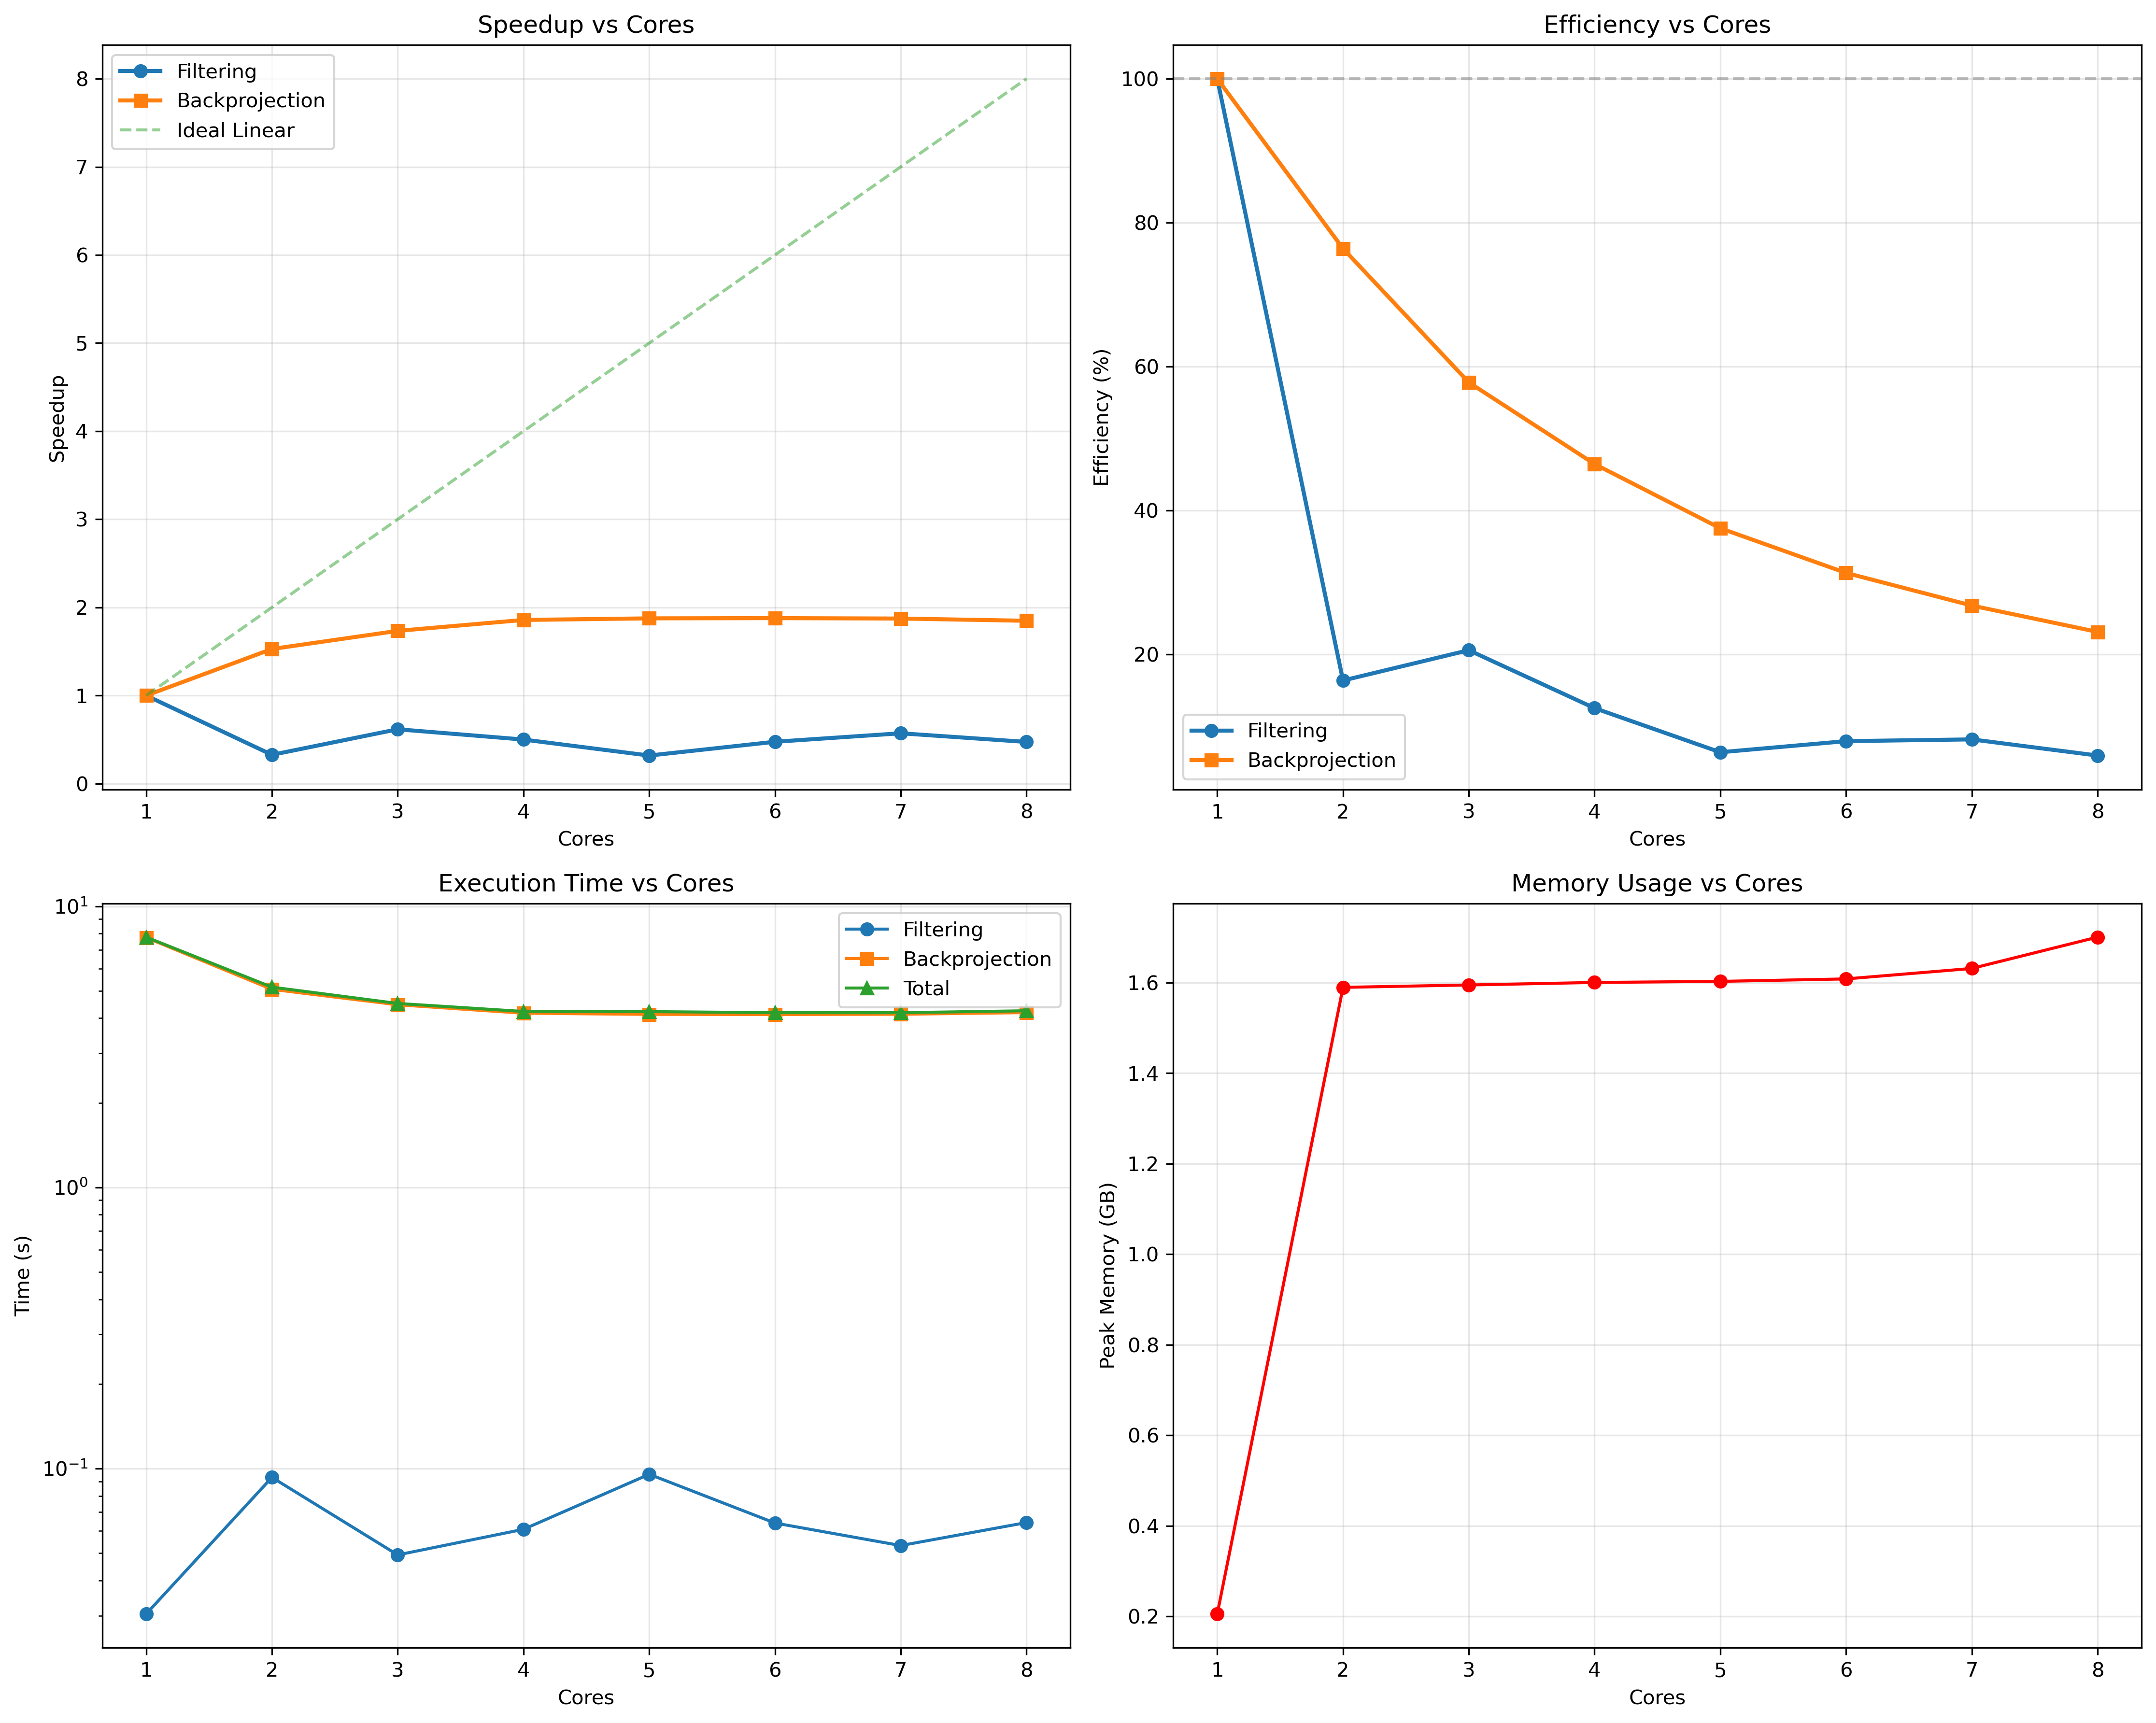 Speedup vs Cores
Filtering
Backprojection
Ideal Linear
Speedup
8
7
6
5
4
3
2
1
0
1 2 3 4 5 6 7 8
Cores
Efficiency vs Cores
Efficiency (%)
100
80
60
40
20
Filtering
Backprojection
1 2 3 4 5 6 7 8
Cores
Execution Time vs Cores
Filtering
Backprojection
Total
Time (s)
10¹
10⁰
10⁻¹
1 2 3 4 5 6 7 8
Cores
Memory Usage vs Cores
Peak Memory (GB)
1.6
1.4
1.2
1.0
0.8
0.6
0.4
0.2
1 2 3 4 5 6 7 8
Cores